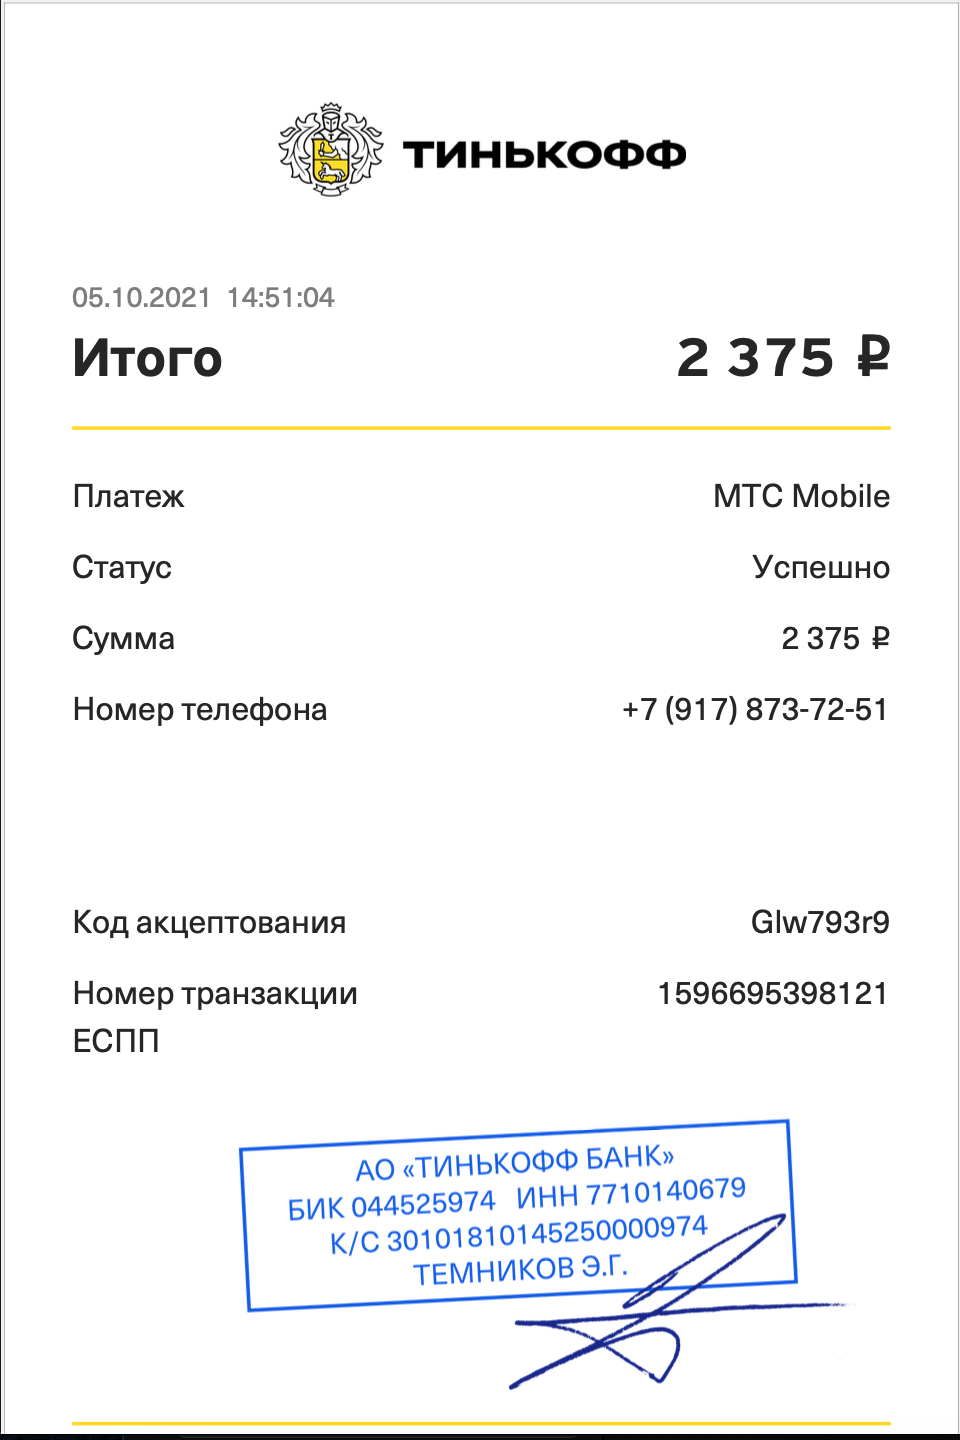 ТИНЬКОФФ
05.10.2021 14:51:04
Итого 2 375 ₽
Платеж МТС Mobile
Статус Успешно
Сумма 2 375 ₽
Номер телефона +7 (917) 873-72-51
Код акцептования Glw793r9
Номер транзакции 1596695398121
ЕСПП
АО «ТИНЬКОФФ БАНК»
БИК 044525974 ИНН 7710140679
К/С 30101810145250000974
ТЕМНИКОВ Э.Г.